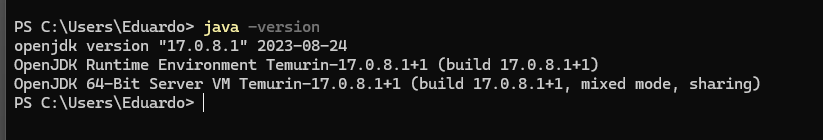 PS C:\Users\Eduardo> java -version
openjdk version "17.0.8.1" 2023-08-24
OpenJDK Runtime Environment Temurin-17.0.8.1+1 (build 17.0.8.1+1)
OpenJDK 64-Bit Server VM Temurin-17.0.8.1+1 (build 17.0.8.1+1, mixed mode, sharing)
PS C:\Users\Eduardo>